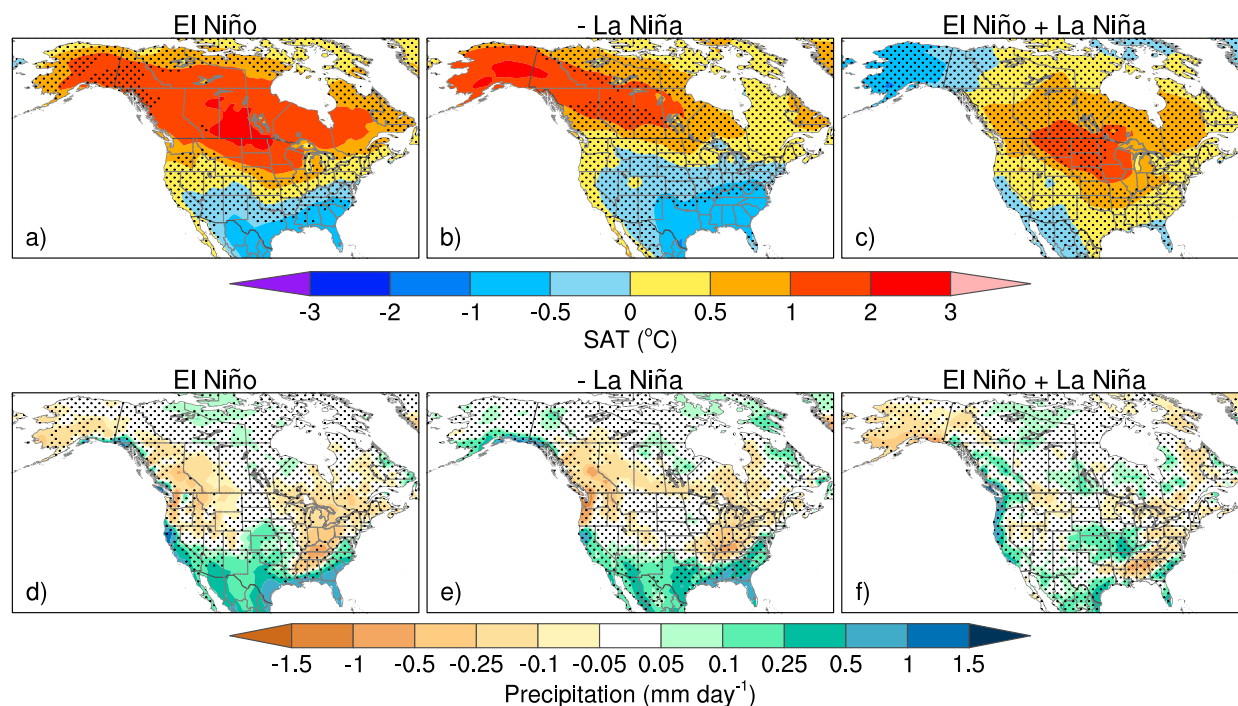 El Niño - La Niña El Niño + La Niña
a) b) c)
-3 -2 -1 -0.5 0 0.5 1 2 3
SAT (°C)
El Niño - La Niña El Niño + La Niña
d) e) f)
-1.5 -1 -0.5 -0.25 -0.1 -0.05 0.05 0.1 0.25 0.5 1 1.5
Precipitation (mm day⁻¹)